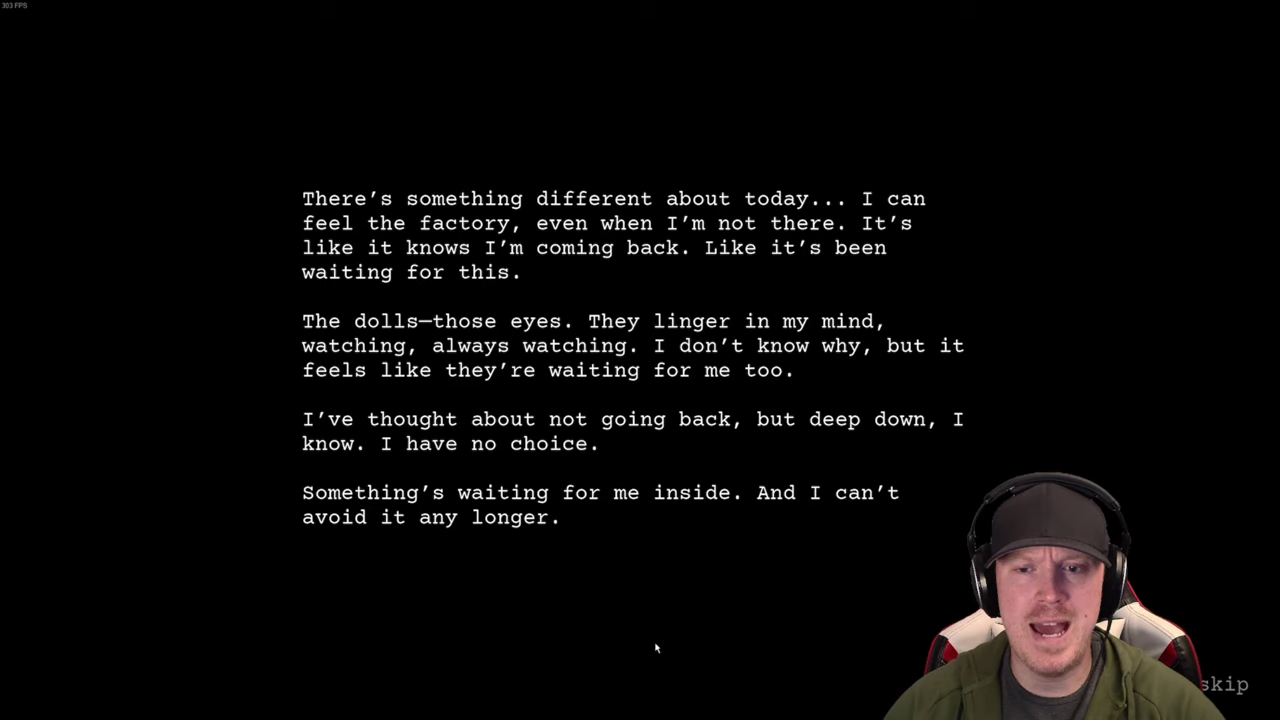 303 FPS
There's something different about today... I can
feel the factory, even when I'm not there. It's
like it knows I'm coming back. Like it's been
waiting for this.
The dolls—those eyes. They linger in my mind,
watching, always watching. I don't know why, but it
feels like they're waiting for me too.
I've thought about not going back, but deep down, I
know. I have no choice.
Something's waiting for me inside. And I can't
avoid it any longer.
skip